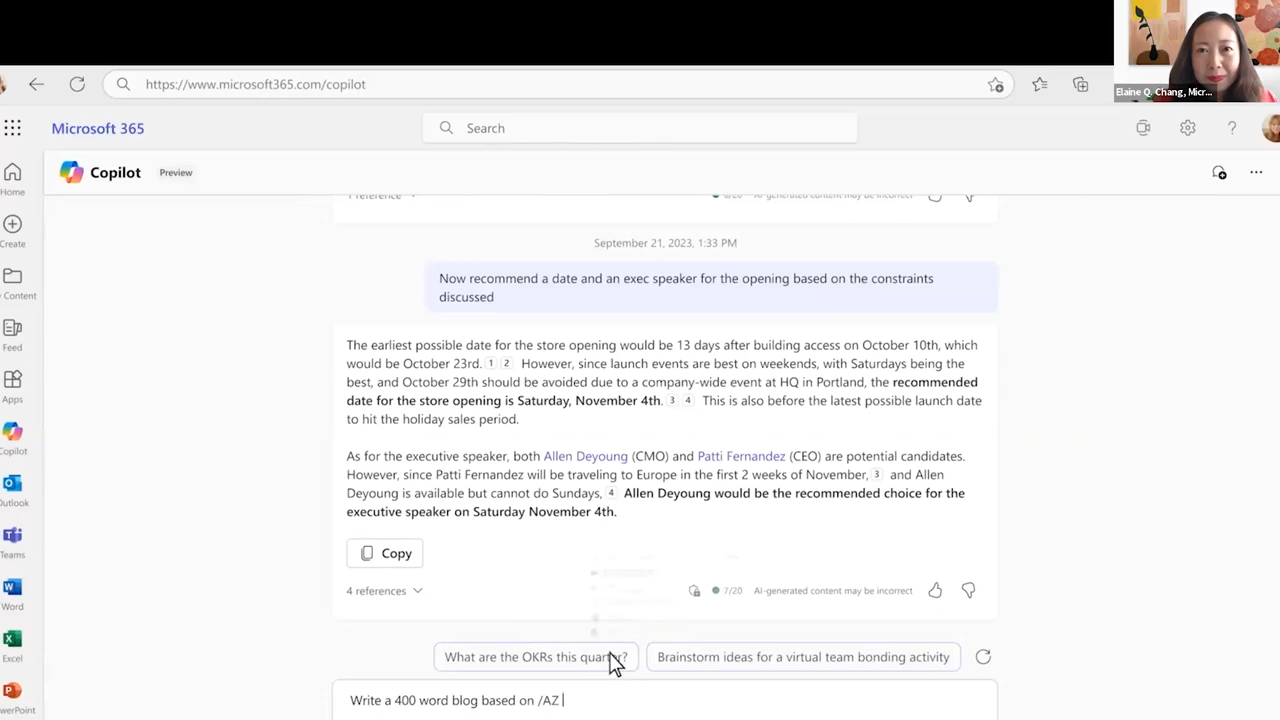 Elaine Q. Chang, Micr...
https://www.microsoft365.com/copilot
Microsoft 365
Search
Copilot
Preview
Home
Create
Content
Feed
Apps
Copilot
Outlook
Teams
Word
Excel
werPoint
reference
AI-generated content may be incorrect
September 21, 2023, 1:33 PM
Now recommend a date and an exec speaker for the opening based on the constraints
discussed
The earliest possible date for the store opening would be 13 days after building access on October 10th, which
would be October 23rd. 1 2 However, since launch events are best on weekends, with Saturdays being the
best, and October 29th should be avoided due to a company-wide event at HQ in Portland, the recommended
date for the store opening is Saturday, November 4th. 3 4 This is also before the latest possible launch date
to hit the holiday sales period.
As for the executive speaker, both Allen Deyoung (CMO) and Patti Fernandez (CEO) are potential candidates.
However, since Patti Fernandez will be traveling to Europe in the first 2 weeks of November, 3 and Allen
Deyoung is available but cannot do Sundays, 4 Allen Deyoung would be the recommended choice for the
executive speaker on Saturday November 4th.
Copy
4 references
7/20 AI-generated content may be incorrect
What are the OKRs this quarter?
Brainstorm ideas for a virtual team bonding activity
Write a 400 word blog based on /AZ